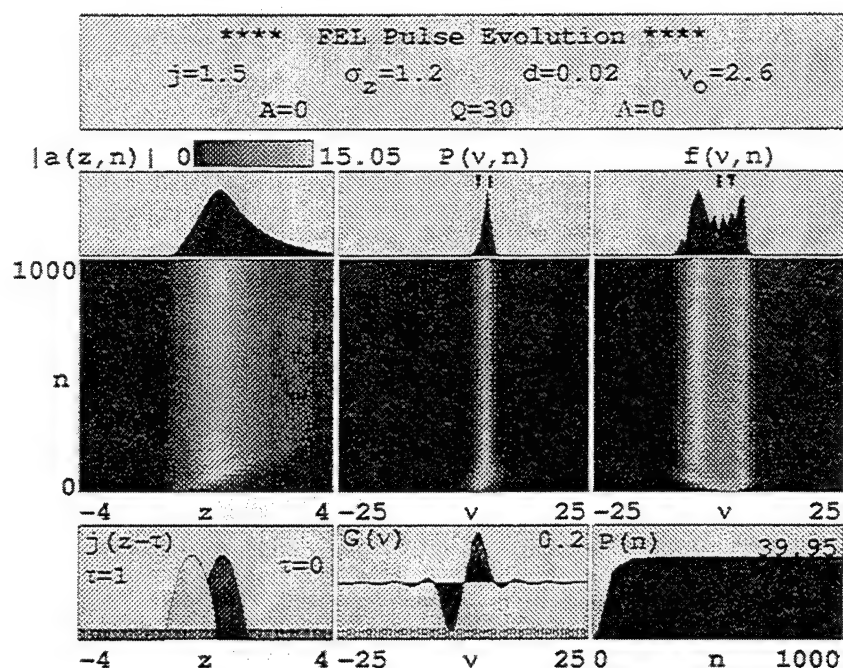 **** FEL Pulse Evolution ****
j=1.5 σz=1.2 d=0.02 νo=2.6
A=0 Q=30 Λ=0
|a(z,n)| 0 15.05 P(ν,n) f(ν,n)
1000
n
0
-4 z 4 -25 ν 25 -25 ν 25
j(z-τ) G(ν) 0.2 P(n) 39.95
τ=1 τ=0
-4 z 4 -25 ν 25 0 n 1000